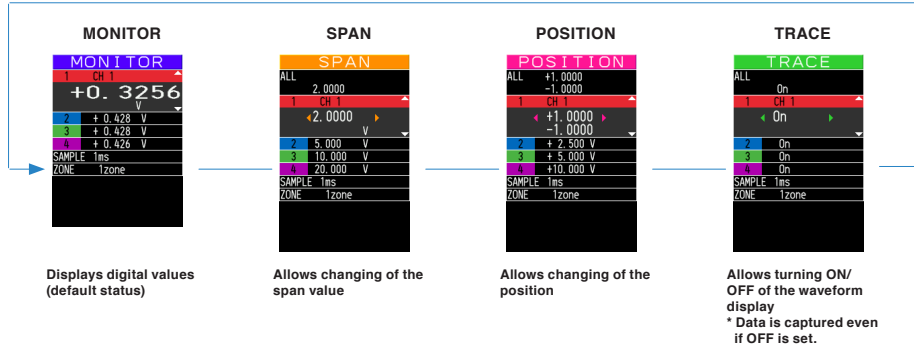 MONITOR
MONITOR
1 CH 1
+0. 3256
V
2 + 0.428 V
3 + 0.428 V
4 + 0.426 V
SAMPLE 1ms
ZONE 1zone
Displays digital values
(default status)
SPAN
SPAN
ALL
2.0000
1 CH 1
2.0000
V
2 5.000 V
3 10.000 V
4 20.000 V
SAMPLE 1ms
ZONE 1zone
Allows changing of the
span value
POSITION
POSITION
ALL +1.0000
-1.0000
1 CH 1
+1.0000
-1.0000
2 + 2.500 V
3 + 5.000 V
4 +10.000 V
SAMPLE 1ms
ZONE 1zone
Allows changing of the
position
TRACE
TRACE
ALL
On
1 CH 1
On
2 On
3 On
4 On
SAMPLE 1ms
ZONE 1zone
Allows turning ON/
OFF of the waveform
display
* Data is captured even
if OFF is set.